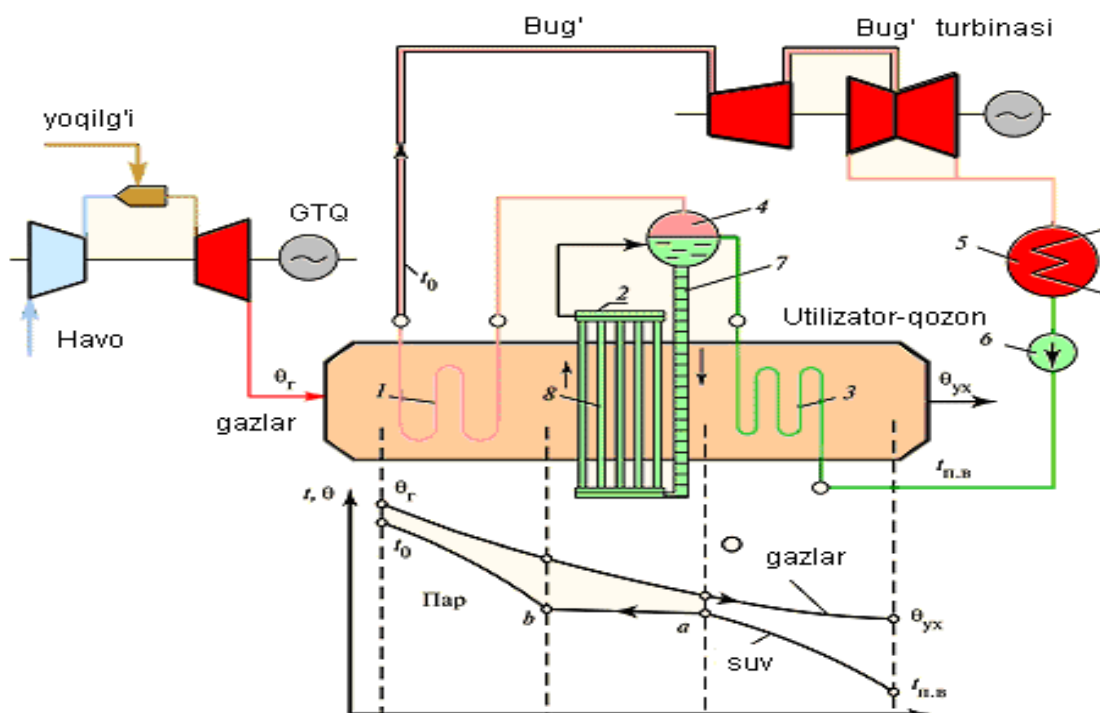 Bug'
Bug' turbinasi
yoqilg'i
GTQ
4
5
t₀
7
2
Havo
Utilizator-qozon
6
θг
θух
1
8
3
gazlar
tп.в
t, θ
θг
t₀
gazlar
Пар
b
a
θух
suv
tп.в